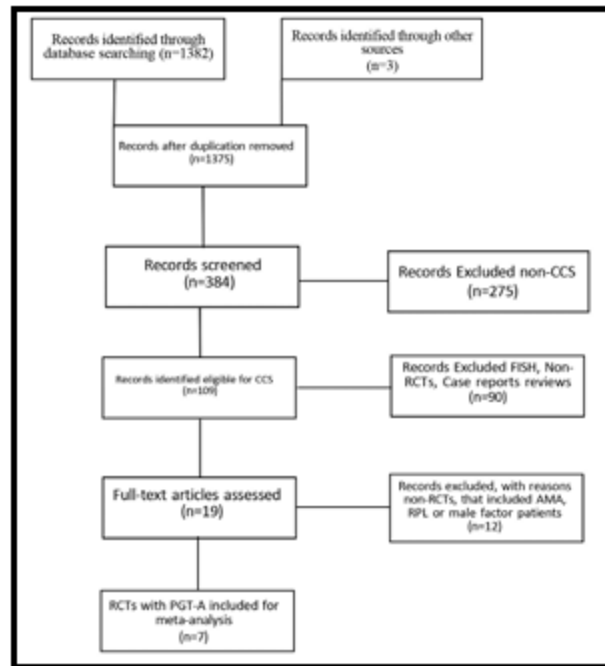 Records identified through
database searching (n=1382)
Records identified through other
sources
(n=3)
Records after duplication removed
(n=1375)
Records screened
(n=384)
Records Excluded non-CCS
(n=275)
Records identified eligible for CCS
(n=109)
Records Excluded FISH, Non-
RCTs, Case reports reviews
(n=90)
Full-text articles assessed
(n=19)
Records excluded, with reasons
non-RCTs, that included AMA,
RPL or male factor patients
(n=12)
RCTs with PGT-A included for
meta-analysis
(n=7)